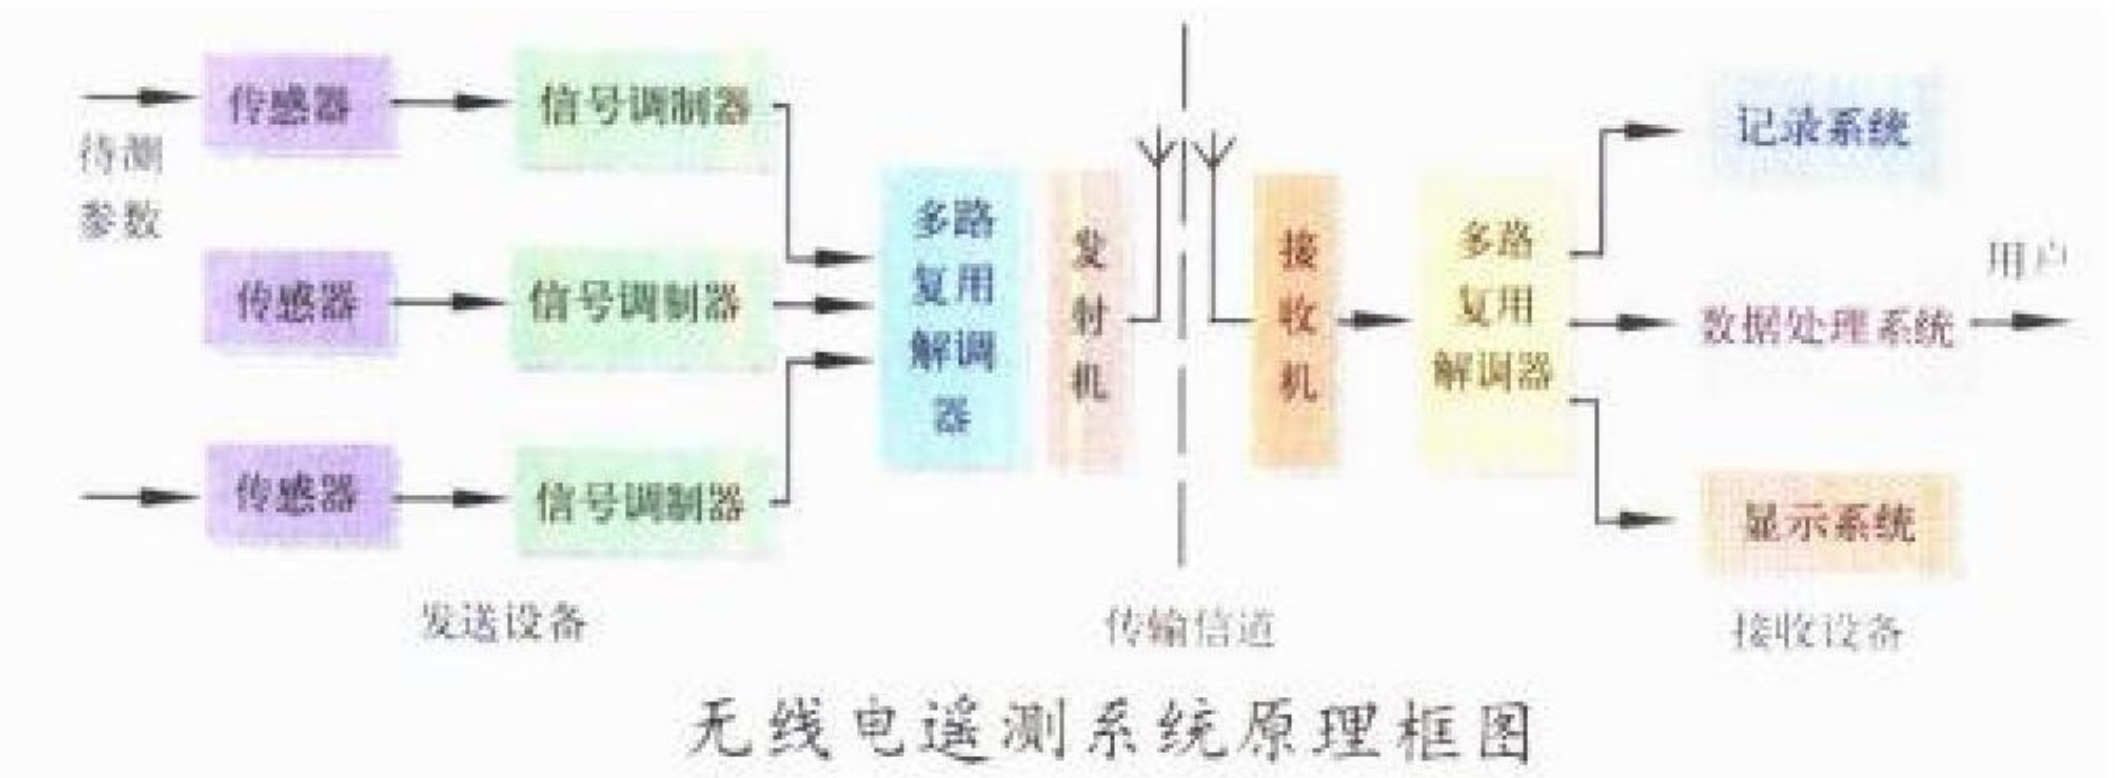 待测
参数
传感器
信号调制器
传感器
信号调制器
传感器
信号调制器
多路
复用
解调
器
发
射
机
接
收
机
多路
复用
解调器
记录系统
数据处理系统
显示系统
用户
发送设备
传输信道
接收设备
无线电遥测系统原理框图